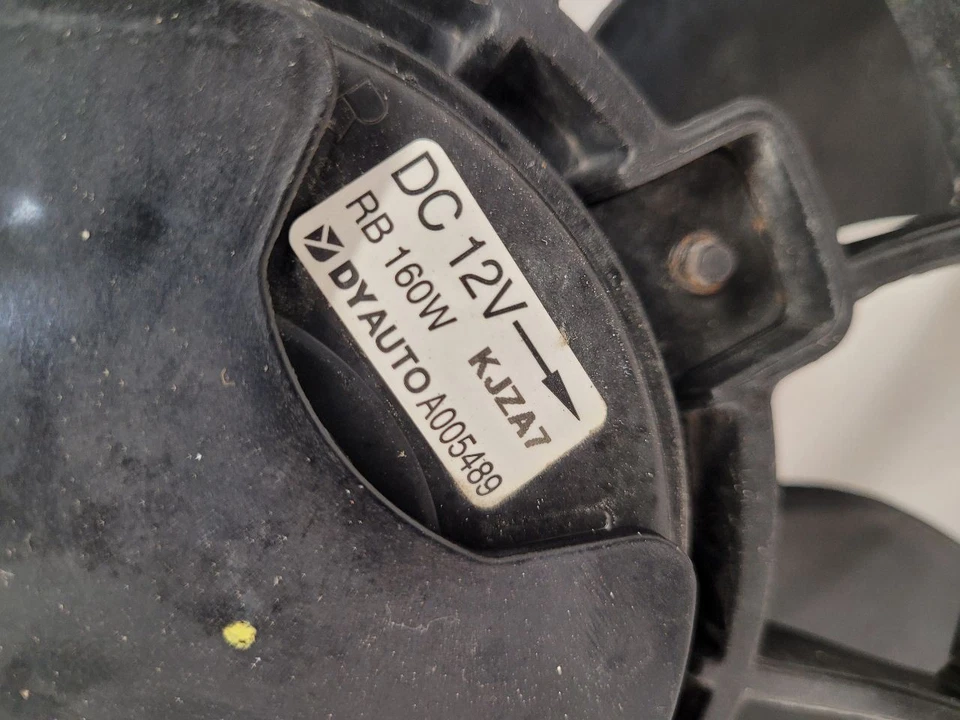 DC 12V
RB 160W KJZA7
DYAUTO A005489